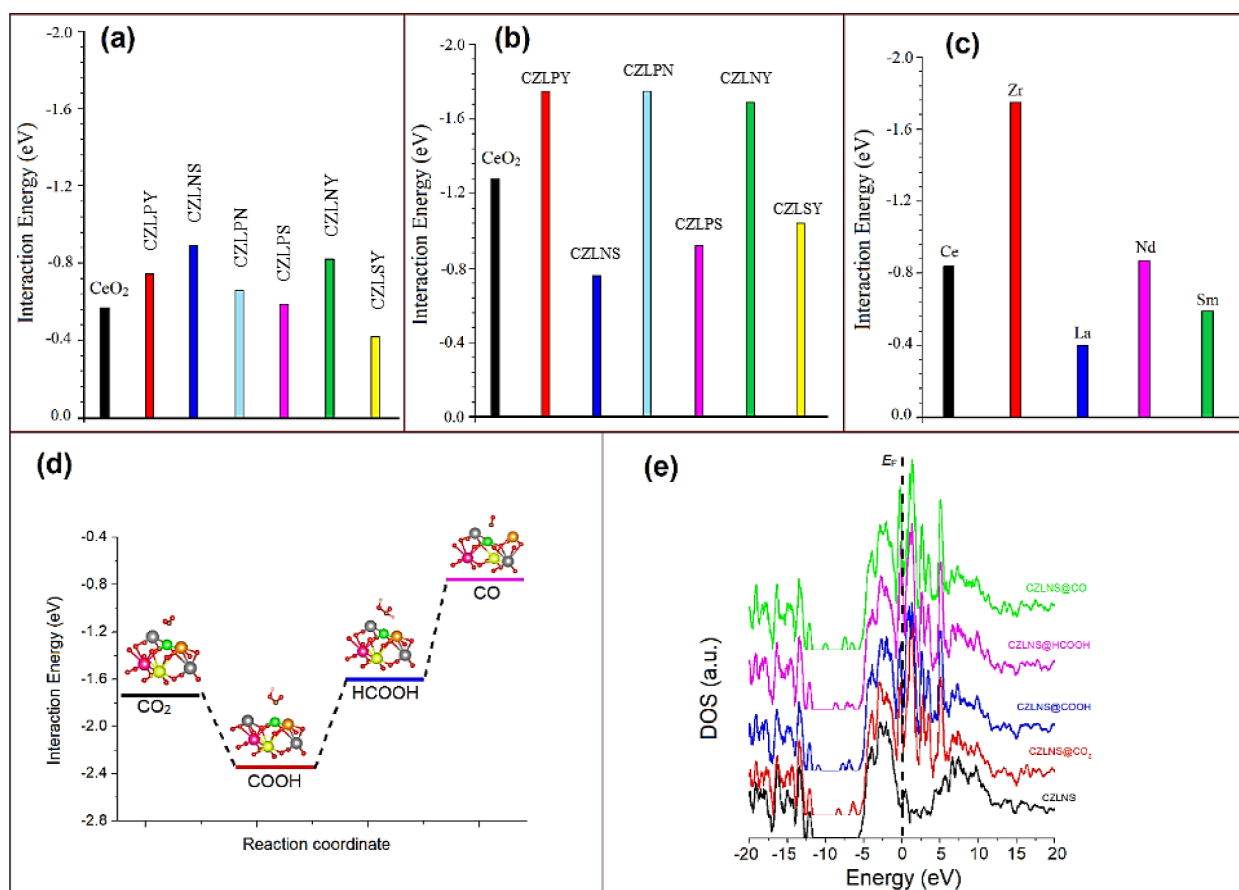 (a)
Interaction Energy (eV)
-2.0
-1.6
-1.2
-0.8
-0.4
0.0
CeO₂
CZLPY
CZLNS
CZLPN
CZLPS
CZLNY
CZLSY
(b)
Interaction Energy (eV)
-2.0
-1.6
-1.2
-0.8
-0.4
0.0
CeO₂
CZLPY
CZLNS
CZLPN
CZLPS
CZLNY
CZLSY
(c)
Interaction Energy (eV)
-2.0
-1.6
-1.2
-0.8
-0.4
0.0
Ce
Zr
La
Nd
Sm
(d)
Interaction Energy (eV)
-0.4
-0.8
-1.2
-1.6
-2.0
-2.4
-2.8
CO₂
COOH
HCOOH
CO
Reaction coordinate
(e)
E_F
DOS (a.u.)
CZLNS@CO
CZLNS@HCOOH
CZLNS@COOH
CZLNS@CO₂
CZLNS
-20 -15 -10 -5 0 5 10 15 20
Energy (eV)